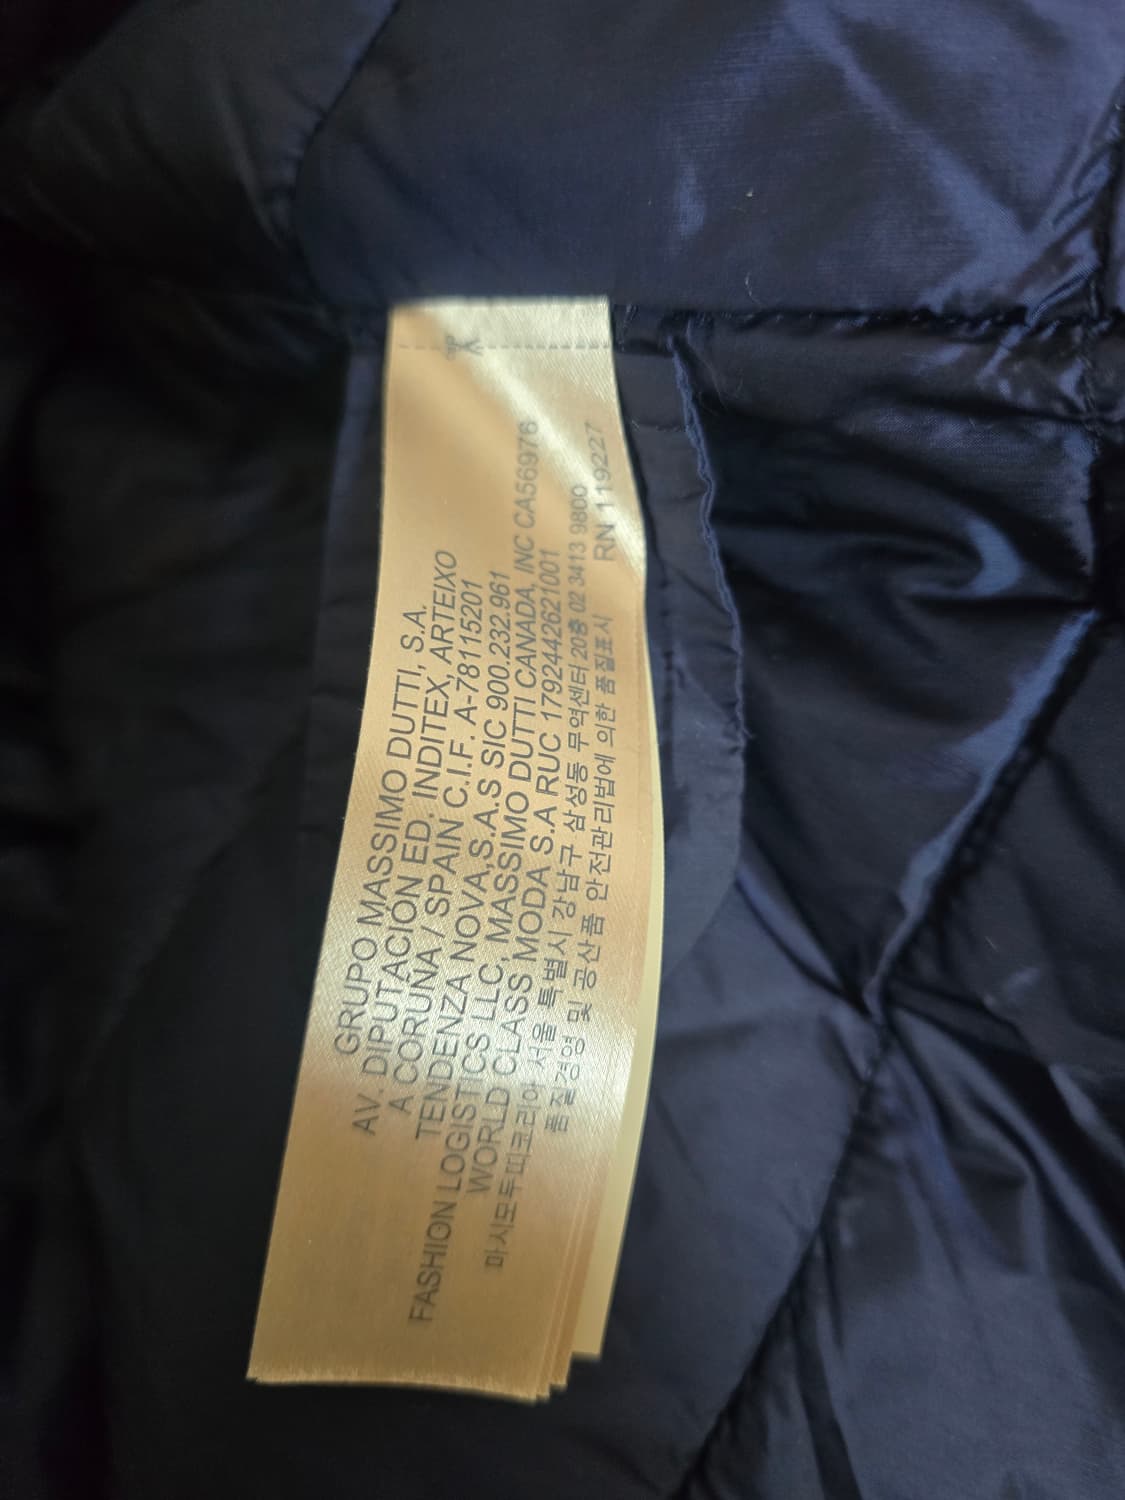 GRUPO MASSIMO DUTTI, S.A.
AV. DIPUTACION ED. INDITEX, ARTEIXO
A CORUNA / SPAIN C.I.F. A-78115201
TENDENZA NOVA,S.A.S SIC 900.232.961
FASHION LOGISTICS LLC, MASSIMO DUTTI CANADA, INC CA56976
WORLD CLASS MODA S.A RUC 1792442621001
마시모두띠코리아 서울 특별시 강남구 삼성동 무역센터 20층 02 3413 9800
품질경영 및 공산품 안전관리법에 의한 품질표시 RN 119227